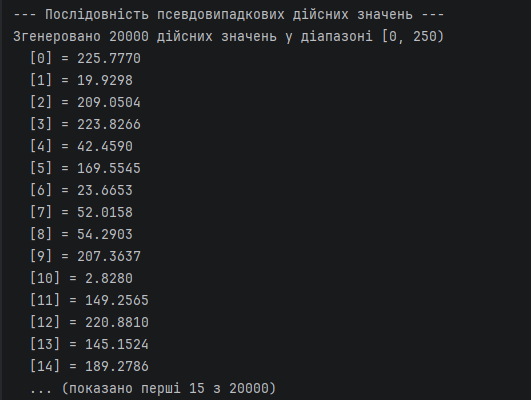 --- Послідовність псевдовипадкових дійсних значень ---
Згенеровано 20000 дійсних значень у діапазоні [0, 250)
[0] = 225.7770
[1] = 19.9298
[2] = 209.0504
[3] = 223.8266
[4] = 42.4590
[5] = 169.5545
[6] = 23.6653
[7] = 52.0158
[8] = 54.2903
[9] = 207.3637
[10] = 2.8280
[11] = 149.2565
[12] = 220.8810
[13] = 145.1524
[14] = 189.2786
... (показано перші 15 з 20000)